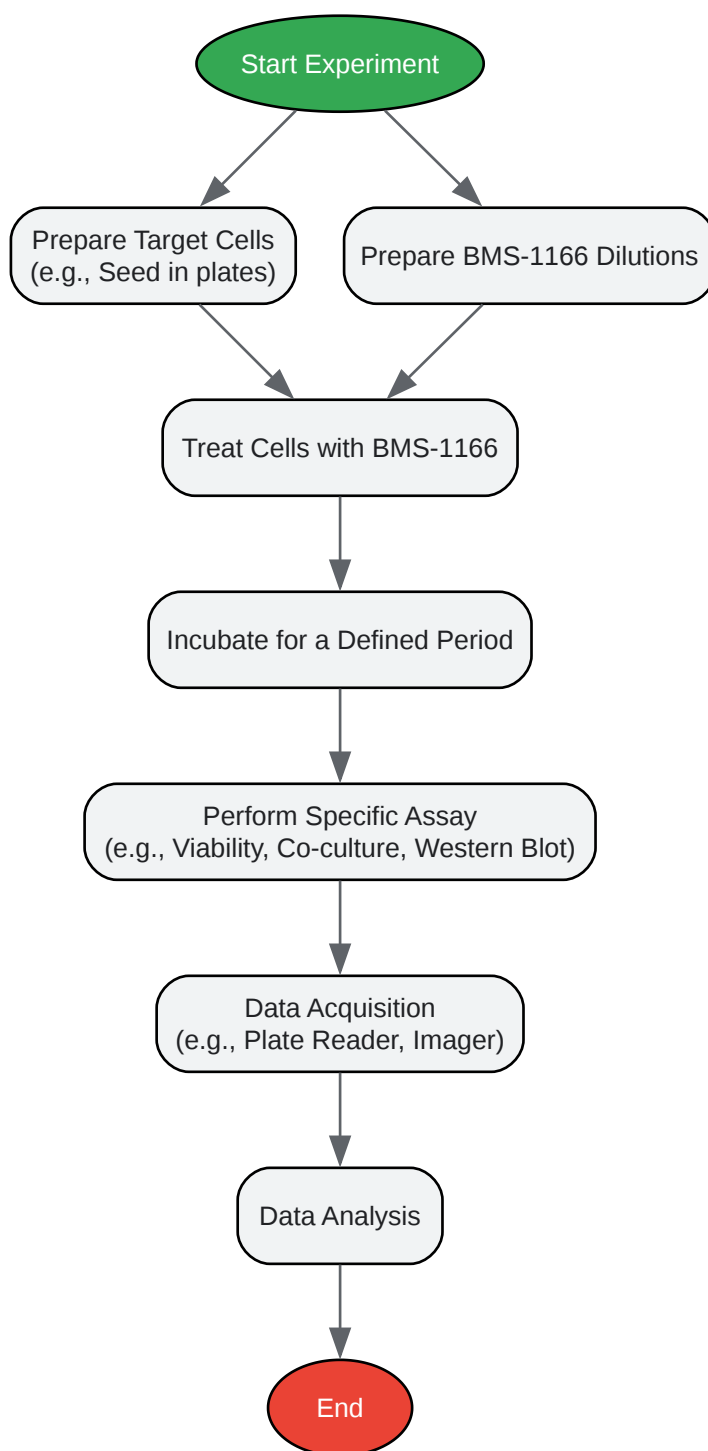 Start Experiment
Prepare Target Cells
(e.g., Seed in plates)
Prepare BMS-1166 Dilutions
Treat Cells with BMS-1166
Incubate for a Defined Period
Perform Specific Assay
(e.g., Viability, Co-culture, Western Blot)
Data Acquisition
(e.g., Plate Reader, Imager)
Data Analysis
End